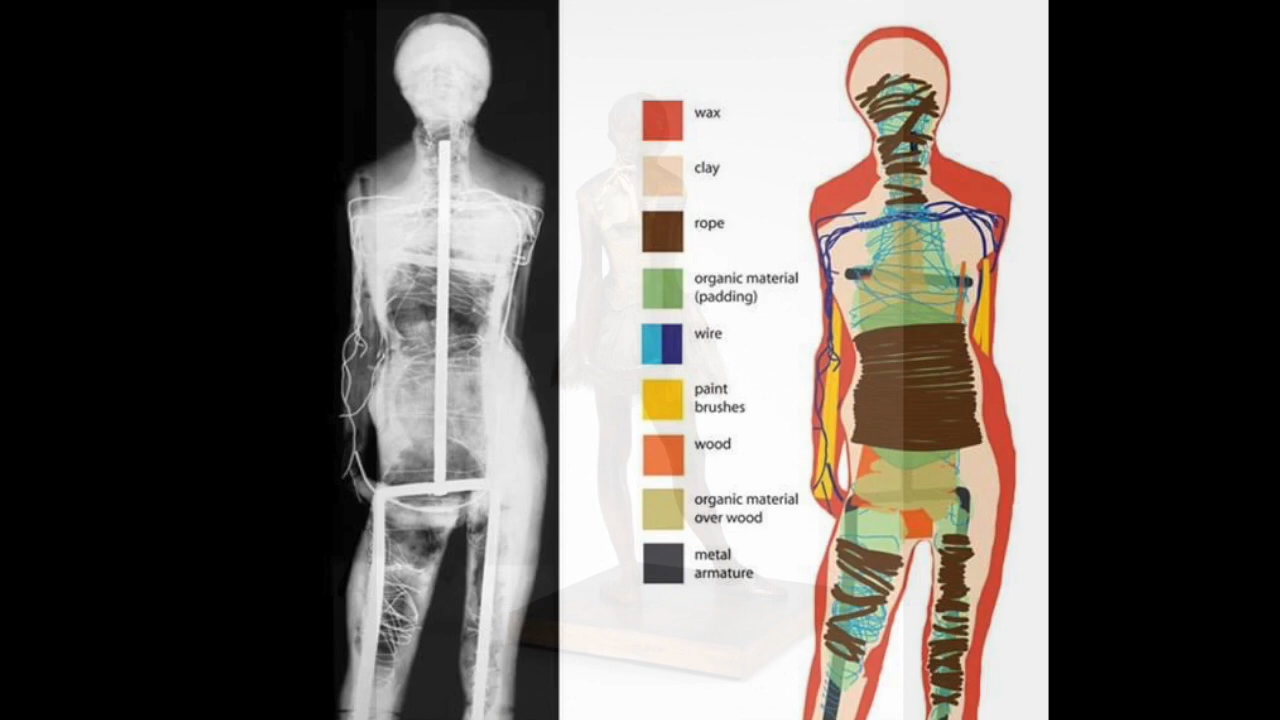 wax
clay
rope
organic material
(padding)
wire
paint
brushes
wood
organic material
over wood
metal
armature